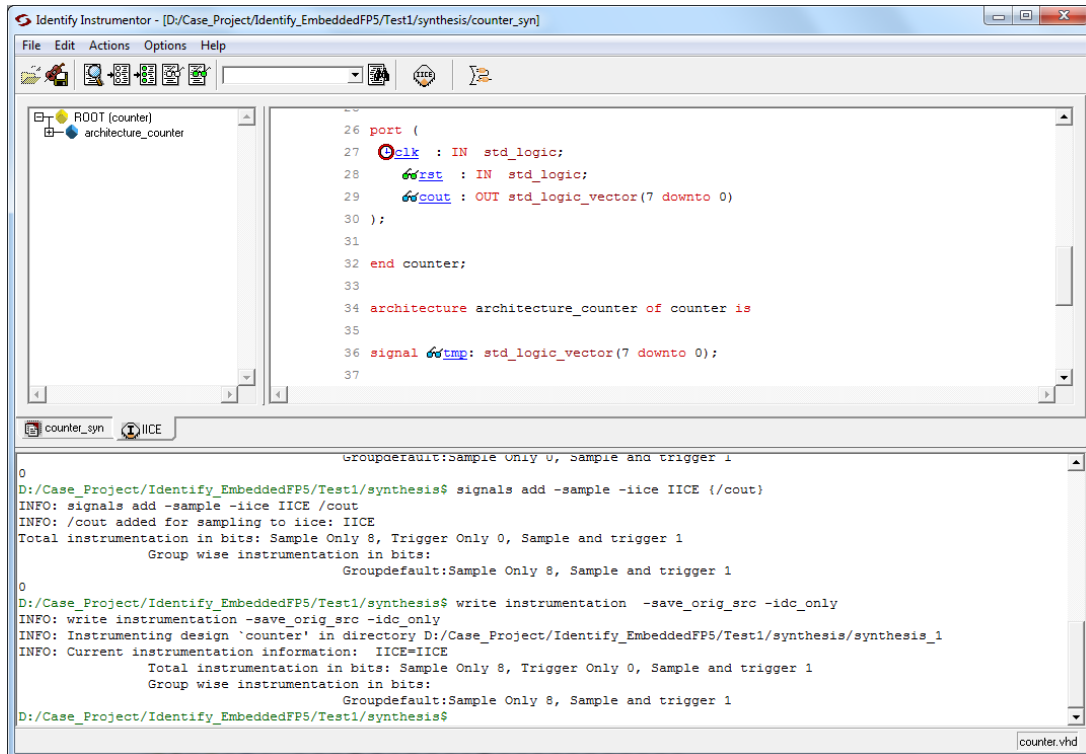 Identify Instrumentor - [D:/Case_Project/Identify_EmbeddedFP5/Test1/synthesis/counter_syn]
File Edit Actions Options Help
IICE
ROOT (counter)
architecture_counter
26 port (
27 clk : IN std_logic;
28 rst : IN std_logic;
29 cout : OUT std_logic_vector(7 downto 0)
30 );
31
32 end counter;
33
34 architecture architecture_counter of counter is
35
36 signal tmp: std_logic_vector(7 downto 0);
37
counter_syn IICE
Groupdefault:Sample Only 0, Sample and trigger 1
0
D:/Case_Project/Identify_EmbeddedFP5/Test1/synthesis$ signals add -sample -iice IICE {/cout}
INFO: signals add -sample -iice IICE /cout
INFO: /cout added for sampling to iice: IICE
Total instrumentation in bits: Sample Only 8, Trigger Only 0, Sample and trigger 1
Group wise instrumentation in bits:
Groupdefault:Sample Only 8, Sample and trigger 1
0
D:/Case_Project/Identify_EmbeddedFP5/Test1/synthesis$ write instrumentation -save_orig_src -idc_only
INFO: write instrumentation -save_orig_src -idc_only
INFO: Instrumenting design `counter' in directory D:/Case_Project/Identify_EmbeddedFP5/Test1/synthesis/synthesis_1
INFO: Current instrumentation information: IICE=IICE
Total instrumentation in bits: Sample Only 8, Trigger Only 0, Sample and trigger 1
Group wise instrumentation in bits:
Groupdefault:Sample Only 8, Sample and trigger 1
D:/Case_Project/Identify_EmbeddedFP5/Test1/synthesis$
counter.vhd